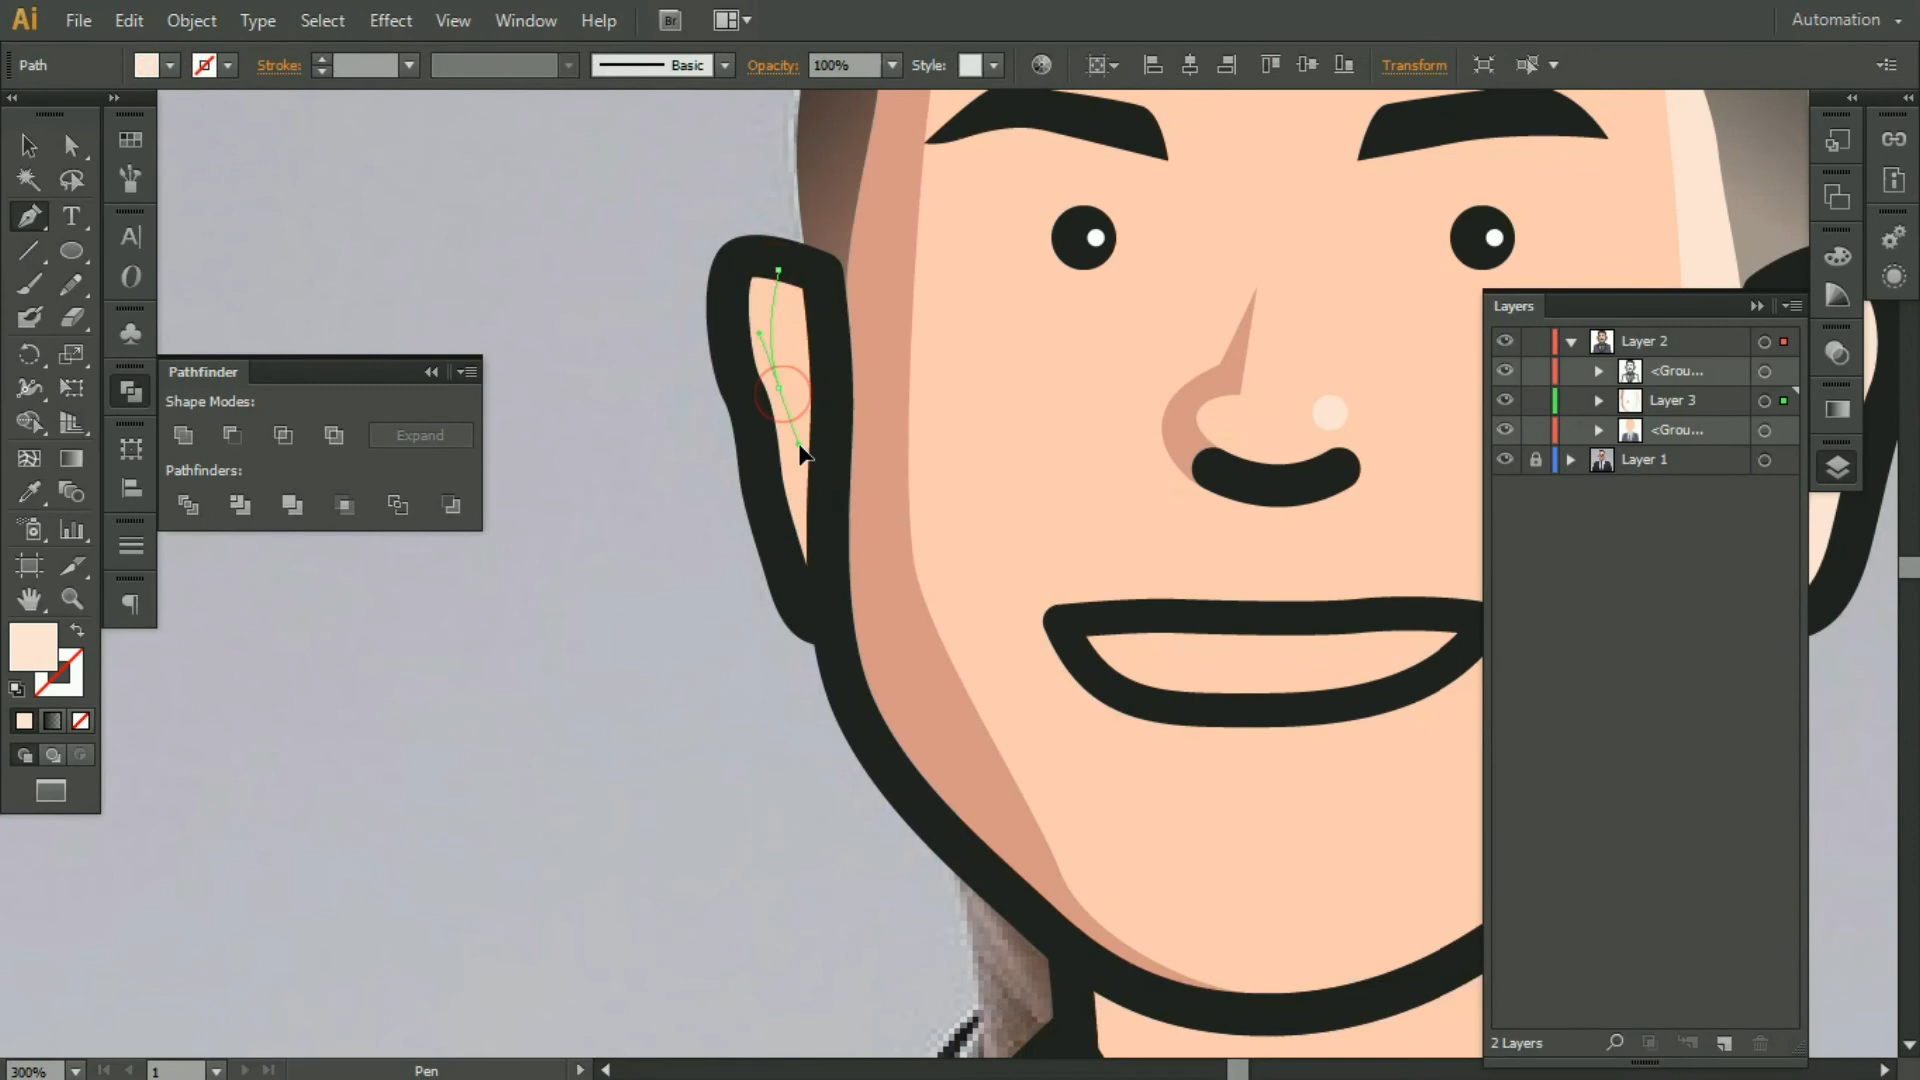 Ai File Edit Object Type Select Effect View Window Help Br Automation
Path Stroke: Basic Opacity: 100% Style: Transform
Pathfinder
Shape Modes:
Expand
Pathfinders:
Layers
Layer 2
<Grou...
Layer 3
<Grou...
Layer 1
2 Layers
300% 1 Pen